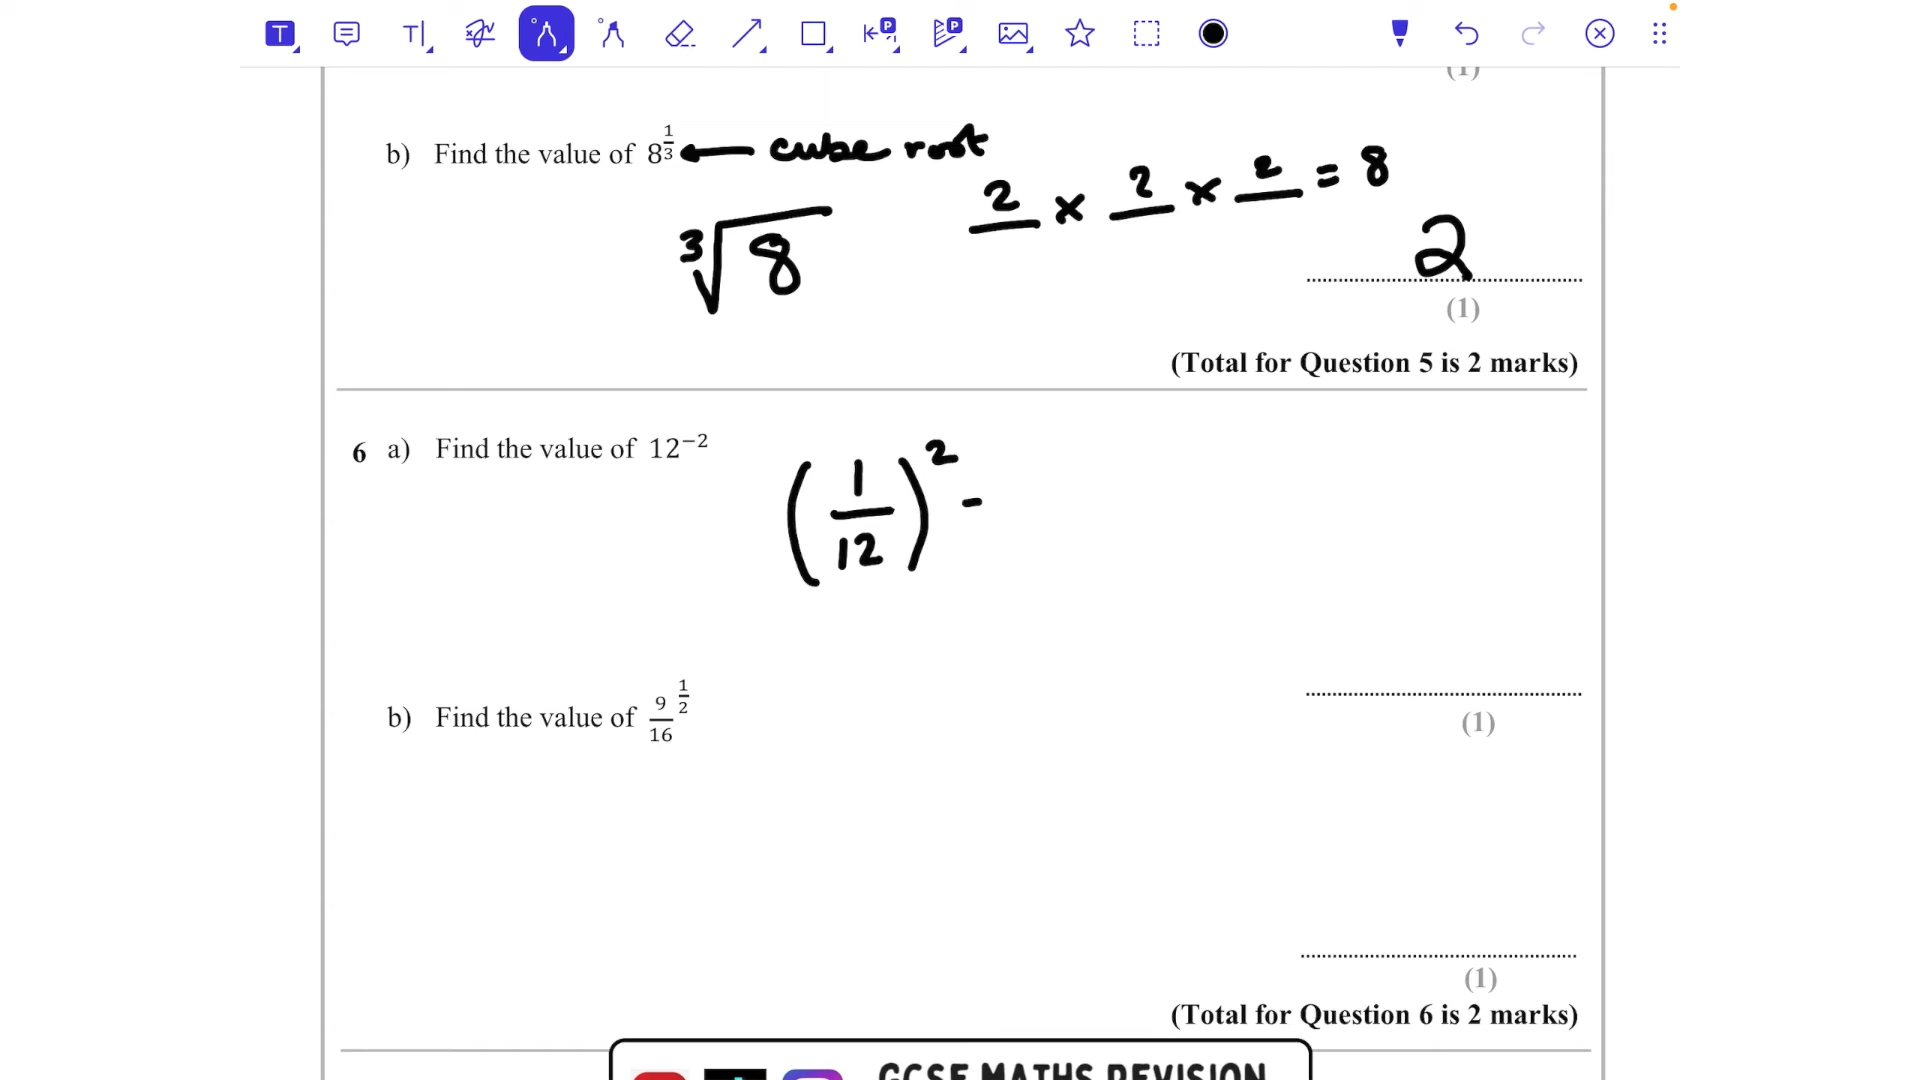 (1)
b) Find the value of 8^{1/3} ← cube root
2 × 2 × 2 = 8
∛8
2
(1)
(Total for Question 5 is 2 marks)
6 a) Find the value of 12^{-2}
(1/12)^2 -
(1)
b) Find the value of 9/16^{1/2}
(1)
(Total for Question 6 is 2 marks)
GCSE MATHS REVISION